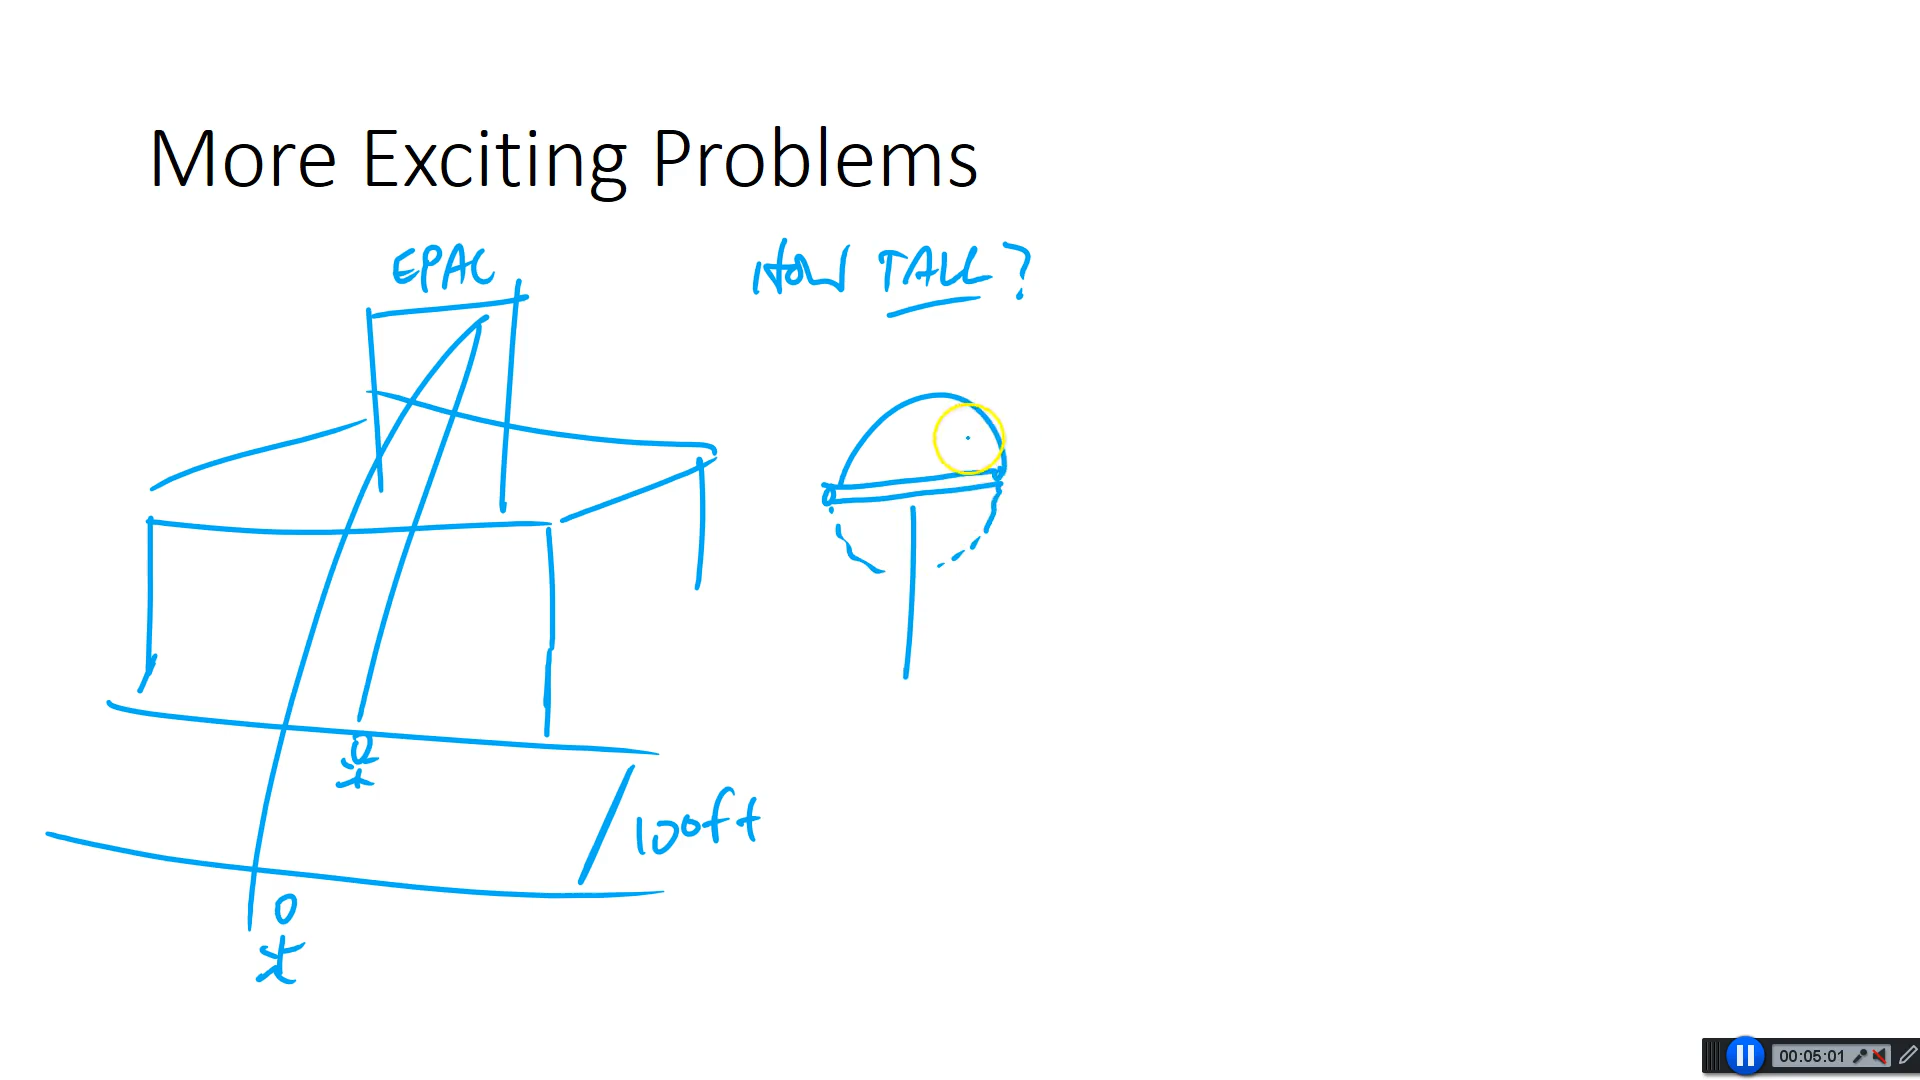 More Exciting Problems
EPAC
HOW TALL?
100ft
00:05:01